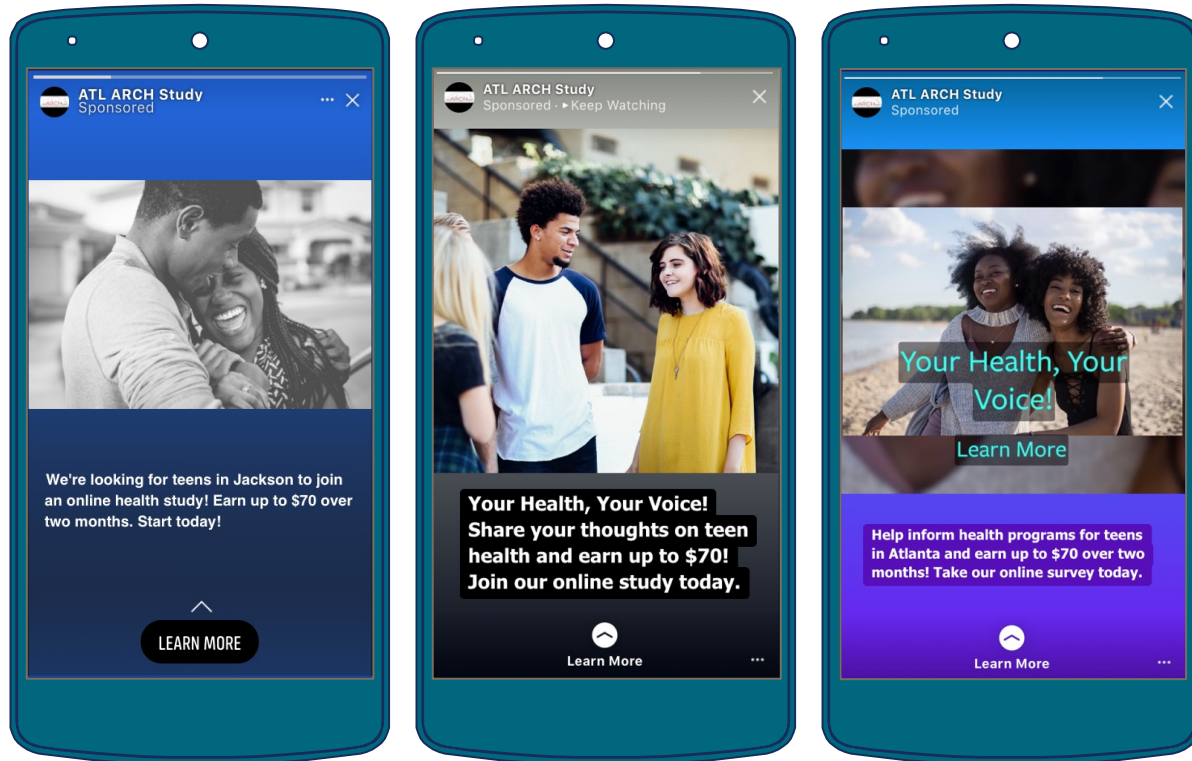 ATL ARCH Study
Sponsored
We're looking for teens in Jackson to join
an online health study! Earn up to $70 over
two months. Start today!
LEARN MORE
ATL ARCH Study
Sponsored · ▸Keep Watching
Your Health, Your Voice!
Share your thoughts on teen
health and earn up to $70!
Join our online study today.
Learn More
ATL ARCH Study
Sponsored
Your Health, Your
Voice!
Learn More
Help inform health programs for teens
in Atlanta and earn up to $70 over two
months! Take our online survey today.
Learn More